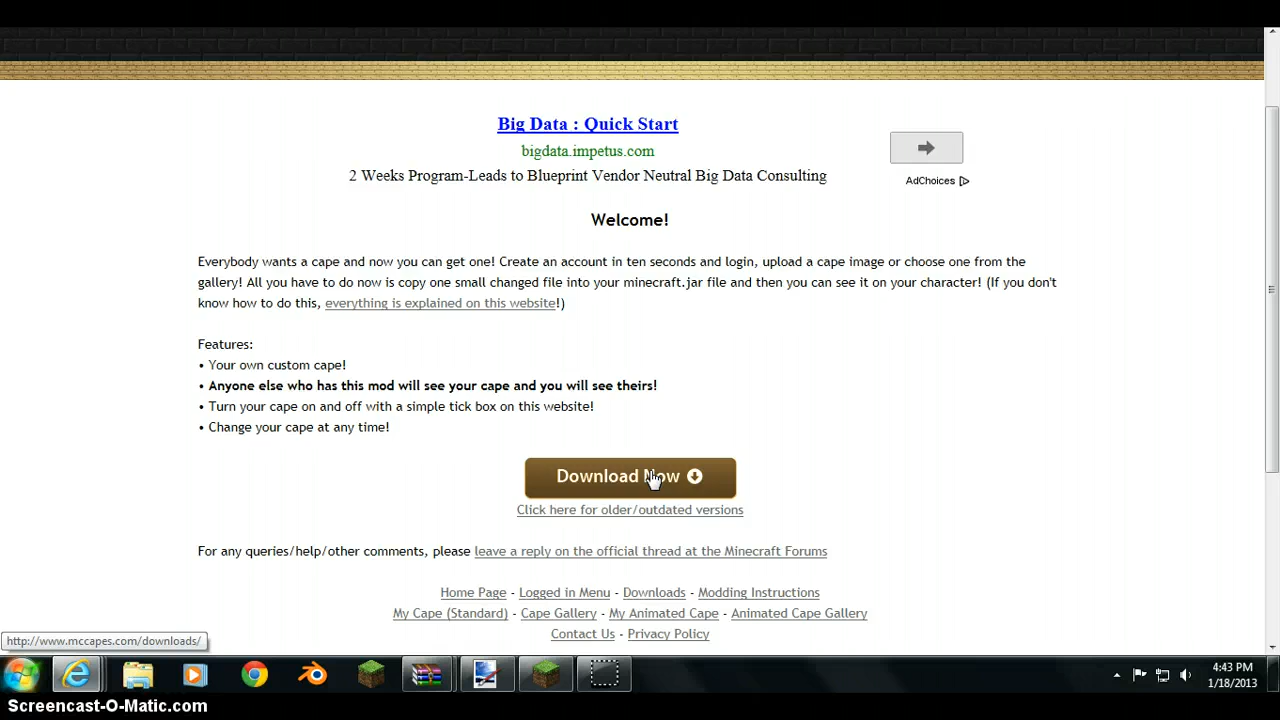 Big Data : Quick Start
bigdata.impetus.com
2 Weeks Program-Leads to Blueprint Vendor Neutral Big Data Consulting
AdChoices
Welcome!
Everybody wants a cape and now you can get one! Create an account in ten seconds and login, upload a cape image or choose one from the
gallery! All you have to do now is copy one small changed file into your minecraft.jar file and then you can see it on your character! (If you don't
know how to do this, everything is explained on this website!)
Features:
• Your own custom cape!
• Anyone else who has this mod will see your cape and you will see theirs!
• Turn your cape on and off with a simple tick box on this website!
• Change your cape at any time!
Download Now
Click here for older/outdated versions
For any queries/help/other comments, please leave a reply on the official thread at the Minecraft Forums
Home Page - Logged in Menu - Downloads - Modding Instructions
My Cape (Standard) - Cape Gallery - My Animated Cape - Animated Cape Gallery
Contact Us - Privacy Policy
http://www.mccapes.com/downloads/
4:43 PM
1/18/2013
Screencast-O-Matic.com